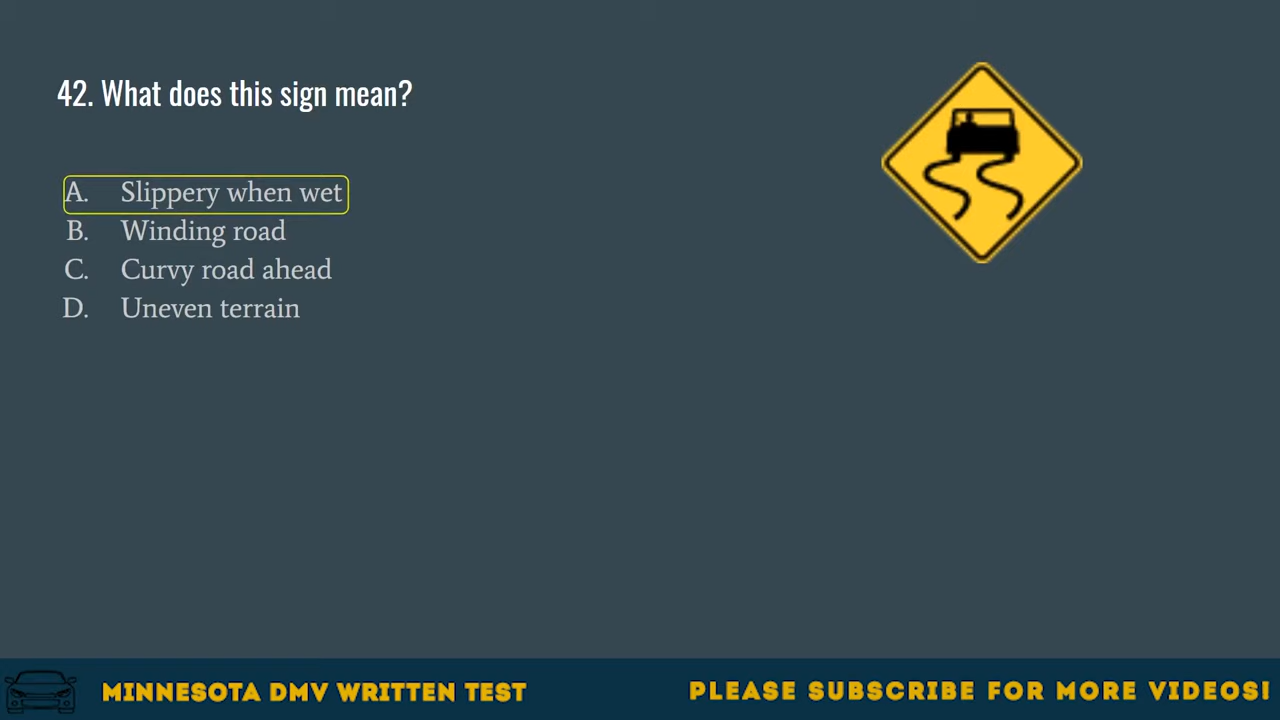 42. What does this sign mean?
A. Slippery when wet
B. Winding road
C. Curvy road ahead
D. Uneven terrain
MINNESOTA DMV WRITTEN TEST
PLEASE SUBSCRIBE FOR MORE VIDEOS!